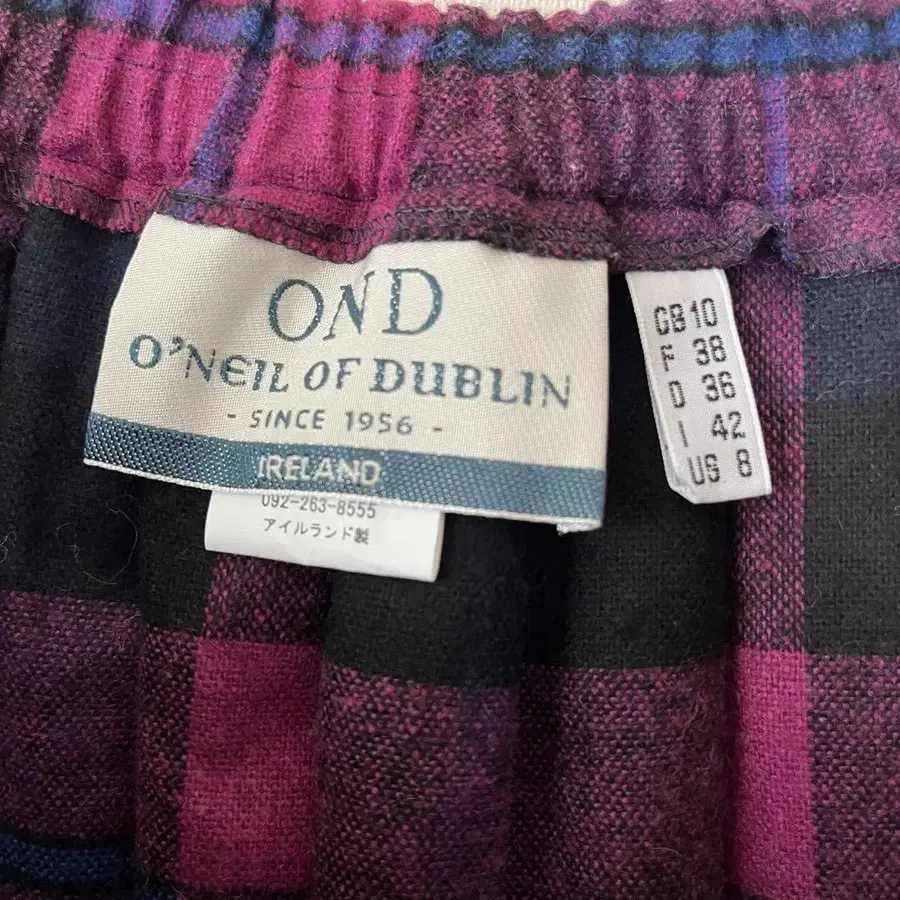 OND
O'NEIL OF DUBLIN
- SINCE 1956 -
IRELAND
092-263-8555
アイルランド製
GB 10
F 38
D 36
I 42
US 8